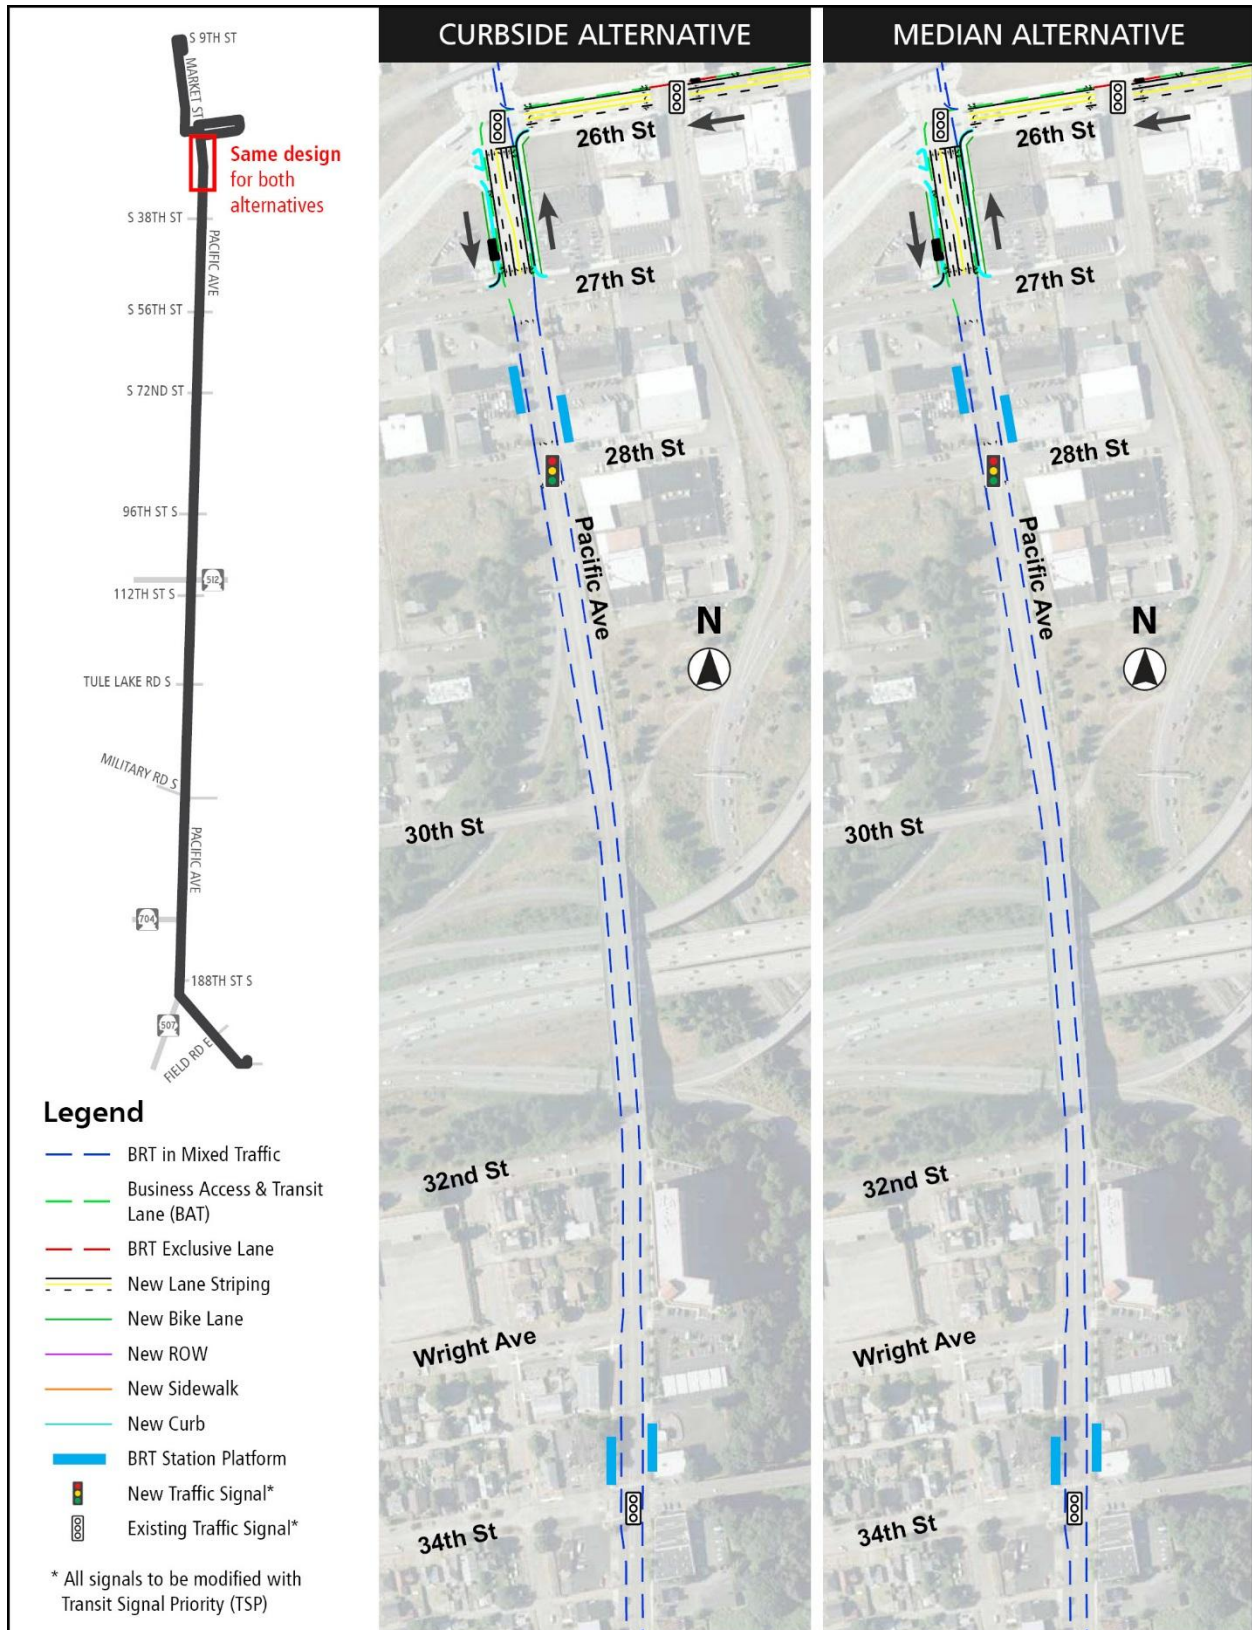 S 9TH ST
MARKET ST
Same design
for both
alternatives
S 38TH ST
PACIFIC AVE
S 56TH ST
S 72ND ST
96TH ST S
512
112TH ST S
TULE LAKE RD S
MILITARY RD S
PACIFIC AVE
704
188TH ST S
507
FIELD RD E
Legend
BRT in Mixed Traffic
Business Access & Transit
Lane (BAT)
BRT Exclusive Lane
New Lane Striping
New Bike Lane
New ROW
New Sidewalk
New Curb
BRT Station Platform
New Traffic Signal*
Existing Traffic Signal*
* All signals to be modified with
Transit Signal Priority (TSP)
CURBSIDE ALTERNATIVE
26th St
27th St
28th St
Pacific Ave
N
30th St
32nd St
Wright Ave
34th St
MEDIAN ALTERNATIVE
26th St
27th St
28th St
Pacific Ave
N
30th St
32nd St
Wright Ave
34th St